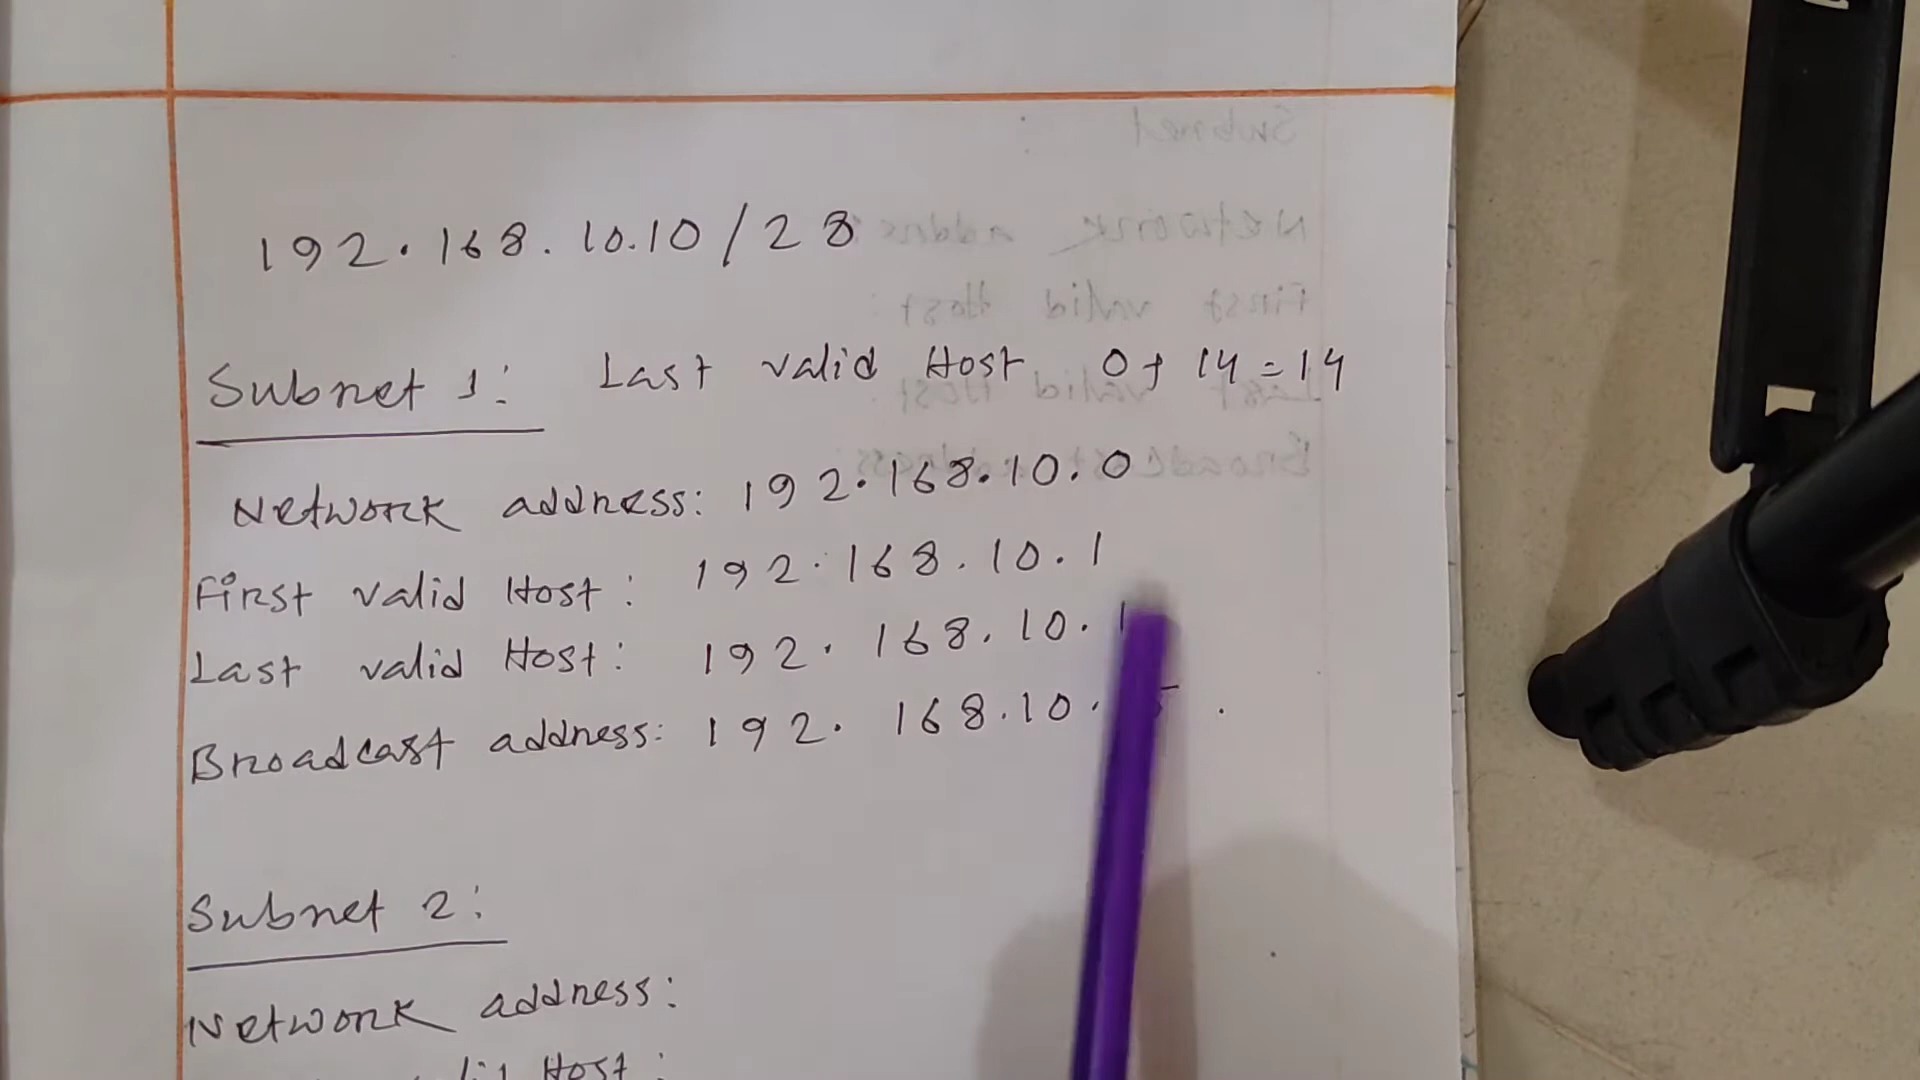 192.168.10.10/28
Subnet 1: Last valid Host 0+14=14
Network address: 192.168.10.0
First valid Host: 192.168.10.1
Last valid Host: 192.168.10.
Broadcast address: 192.168.10.
Subnet 2:
Network address:
Host: